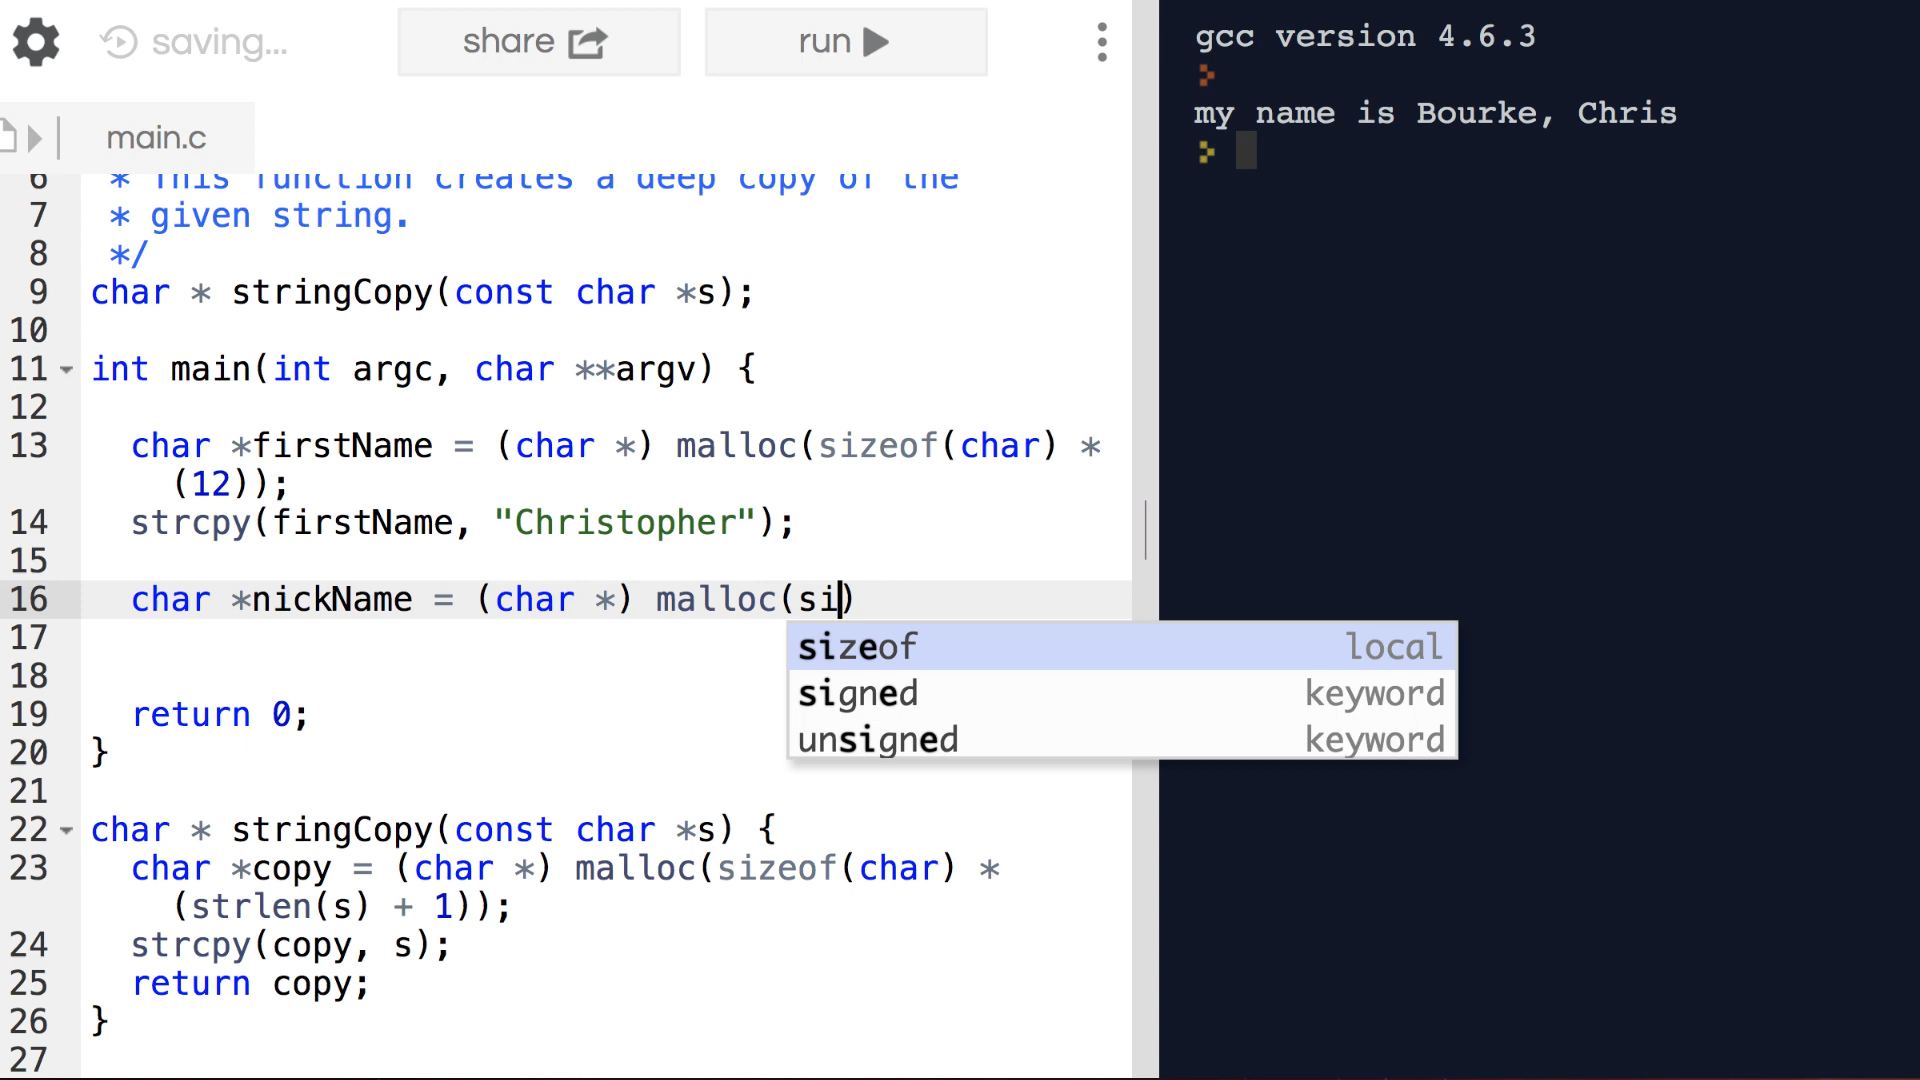 saving...
share
run
main.c
6 * This function creates a deep copy of the
7 * given string.
8 */
9 char * stringCopy(const char *s);
10
11 int main(int argc, char **argv) {
12
13 char *firstName = (char *) malloc(sizeof(char) *
(12));
14 strcpy(firstName, "Christopher");
15
16 char *nickName = (char *) malloc(si)
17
18
19 return 0;
20 }
21
22 char * stringCopy(const char *s) {
23 char *copy = (char *) malloc(sizeof(char) *
(strlen(s) + 1));
24 strcpy(copy, s);
25 return copy;
26 }
27
sizeof local
signed keyword
unsigned keyword
gcc version 4.6.3
my name is Bourke, Chris